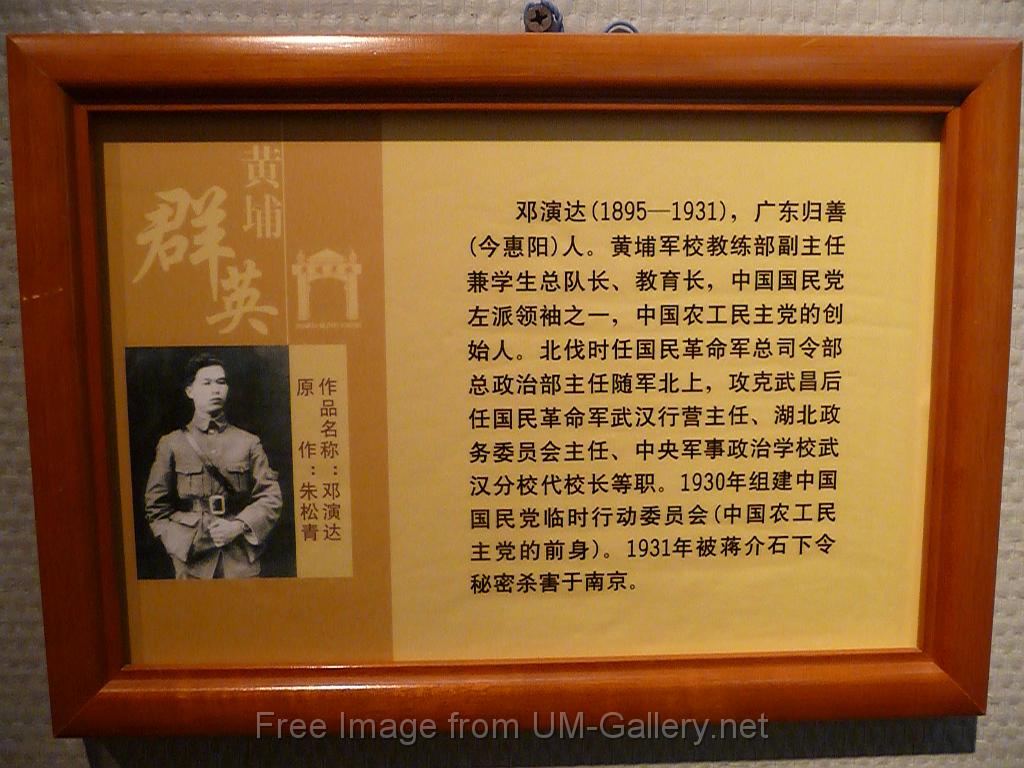 黄埔
群英
作品名称：邓演达
原　作：朱松青
邓演达(1895—1931)，广东归善
(今惠阳)人。黄埔军校教练部副主任
兼学生总队长、教育长，中国国民党
左派领袖之一，中国农工民主党的创
始人。北伐时任国民革命军总司令部
总政治部主任随军北上，攻克武昌后
任国民革命军武汉行营主任、湖北政
务委员会主任、中央军事政治学校武
汉分校代校长等职。1930年组建中国
国民党临时行动委员会(中国农工民
主党的前身)。1931年被蒋介石下令
秘密杀害于南京。
Free Image from UM-Gallery.net